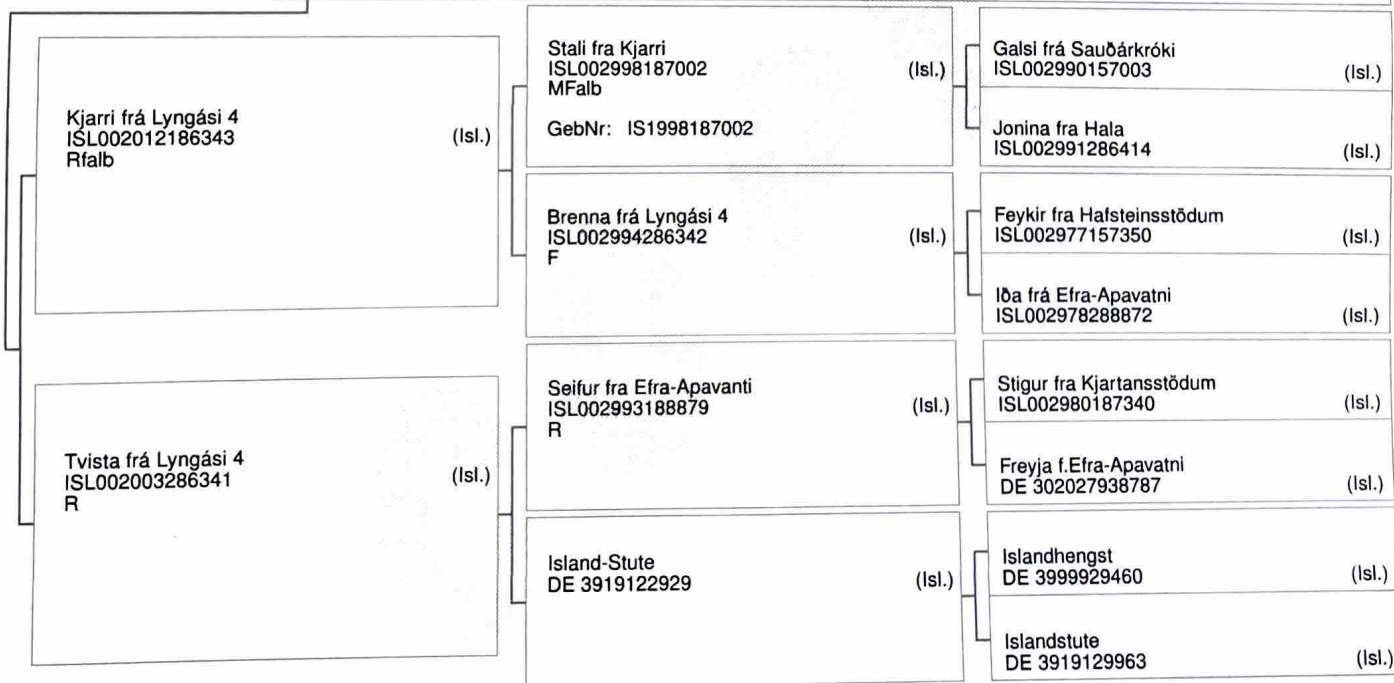 Kjarri frá Lyngási 4
ISL002012186343 (Isl.)
Rfalb
Tvista frá Lyngási 4
ISL002003286341 (Isl.)
R
Stali fra Kjarri
ISL002998187002 (Isl.)
MFalb
GebNr: IS1998187002
Brenna frá Lyngási 4
ISL002994286342 (Isl.)
F
Seifur fra Efra-Apavanti
ISL002993188879 (Isl.)
R
Island-Stute
DE 3919122929 (Isl.)
Galsi frá Sauðárkróki
ISL002990157003 (Isl.)
Jonina fra Hala
ISL002991286414 (Isl.)
Feykir fra Hafsteinsstödum
ISL002977157350 (Isl.)
Iða frá Efra-Apavatni
ISL002978288872 (Isl.)
Stigur fra Kjartansstödum
ISL002980187340 (Isl.)
Freyja f.Efra-Apavatni
DE 302027938787 (Isl.)
Islandhengst
DE 3999929460 (Isl.)
Islandstute
DE 3919129963 (Isl.)